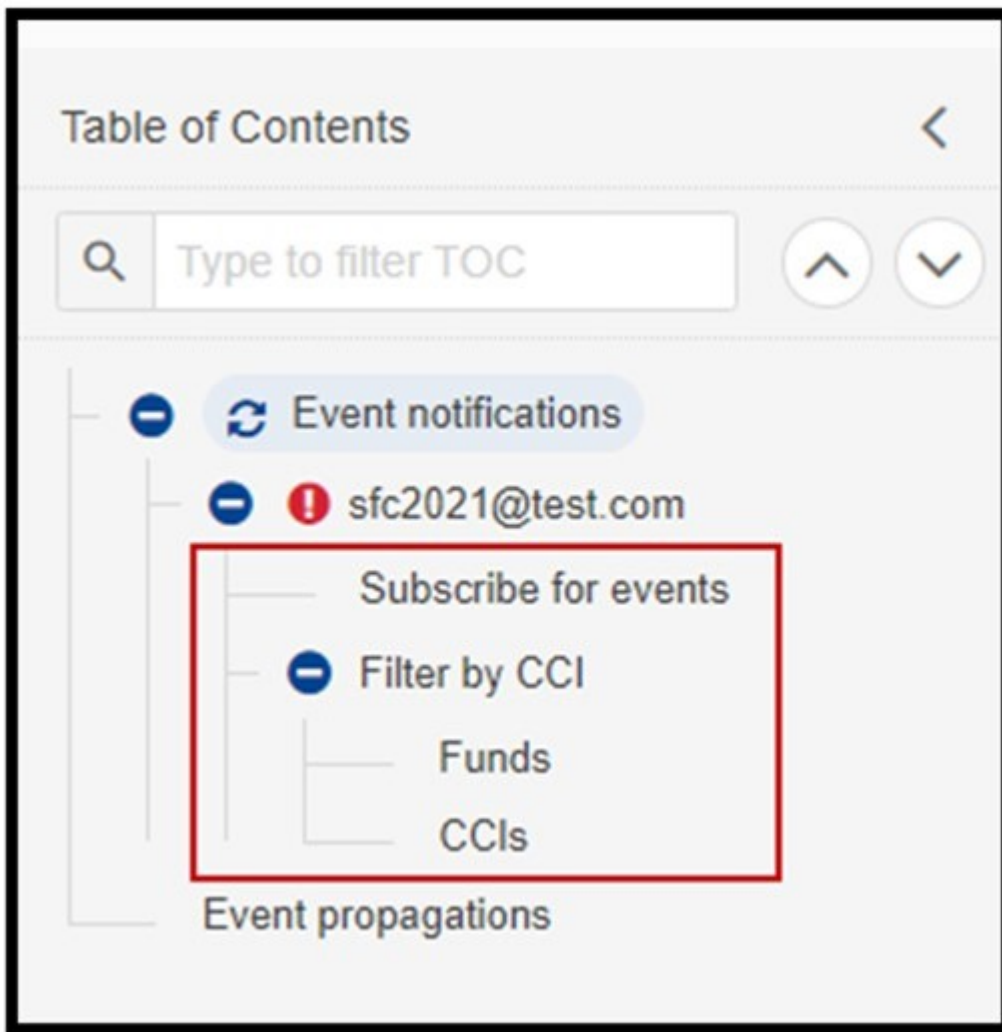 Table of Contents
Type to filter TOC
Event notifications
sfc2021@test.com
Subscribe for events
Filter by CCI
Funds
CCIs
Event propagations